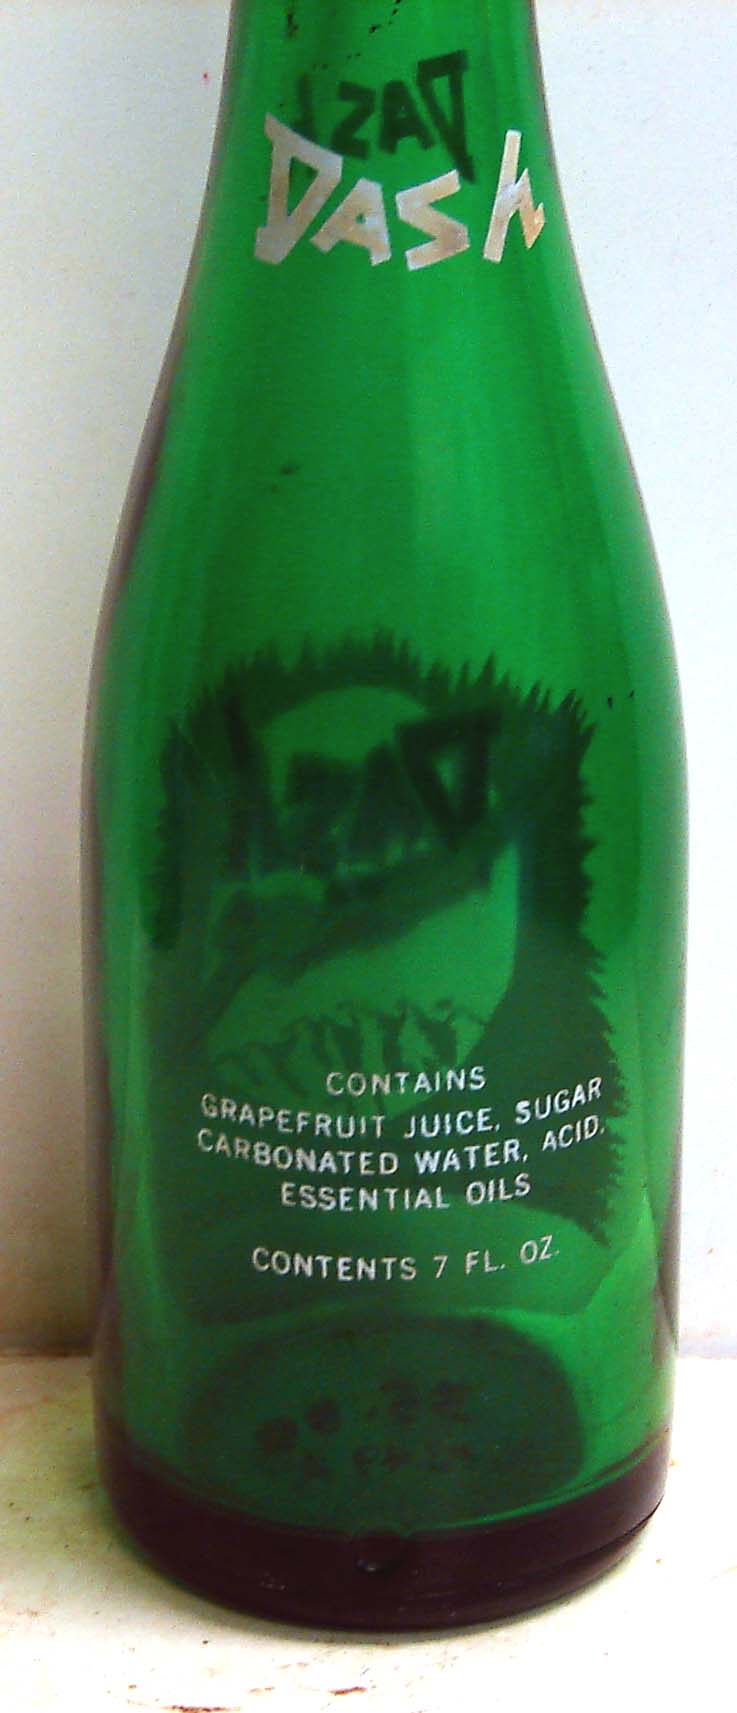 Dash
CONTAINS
GRAPEFRUIT JUICE, SUGAR
CARBONATED WATER, ACID,
ESSENTIAL OILS
CONTENTS 7 FL. OZ.